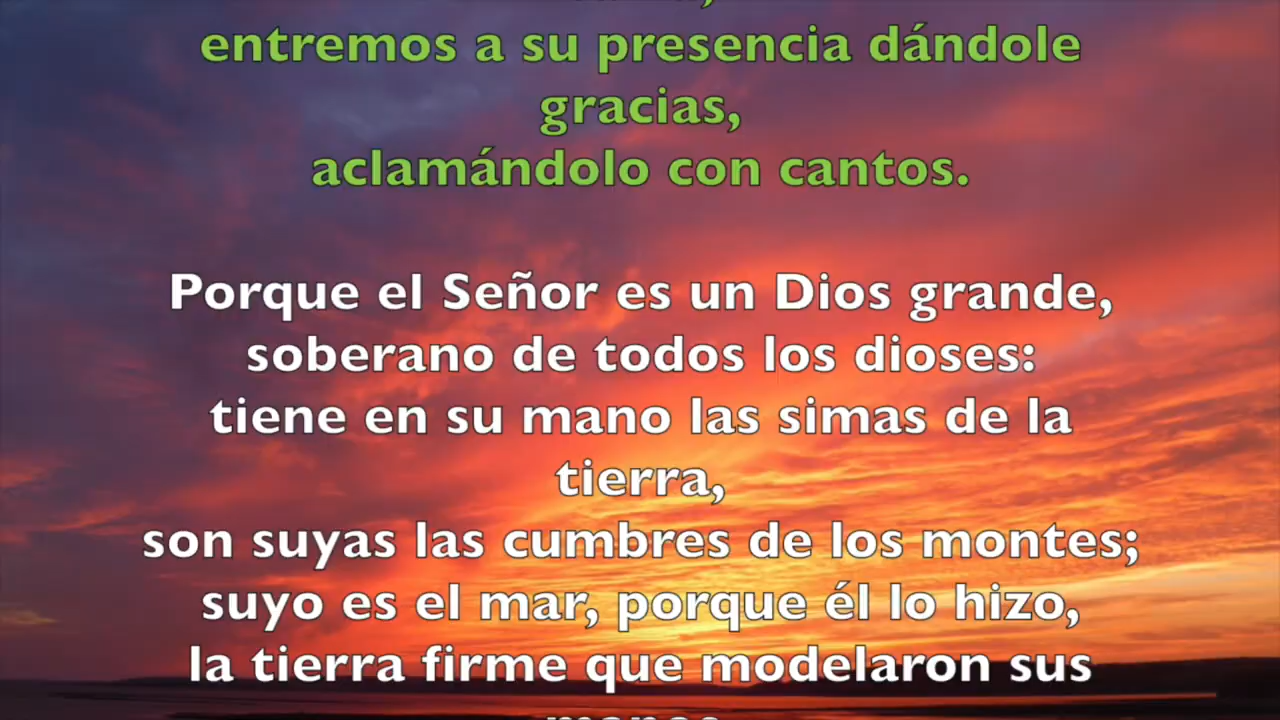 entremos a su presencia dándole
gracias,
aclamándolo con cantos.
Porque el Señor es un Dios grande,
soberano de todos los dioses:
tiene en su mano las simas de la
tierra,
son suyas las cumbres de los montes;
suyo es el mar, porque él lo hizo,
la tierra firme que modelaron sus